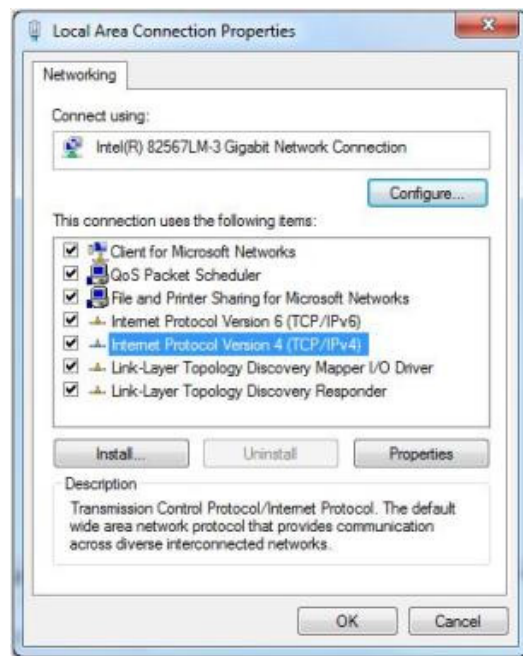 Local Area Connection Properties
Networking
Connect using:
Intel(R) 82567LM-3 Gigabit Network Connection
Configure...
This connection uses the following items:
Client for Microsoft Networks
QoS Packet Scheduler
File and Printer Sharing for Microsoft Networks
Internet Protocol Version 6 (TCP/IPv6)
Internet Protocol Version 4 (TCP/IPv4)
Link-Layer Topology Discovery Mapper I/O Driver
Link-Layer Topology Discovery Responder
Install...
Uninstall
Properties
Description
Transmission Control Protocol/Internet Protocol. The default
wide area network protocol that provides communication
across diverse interconnected networks.
OK
Cancel